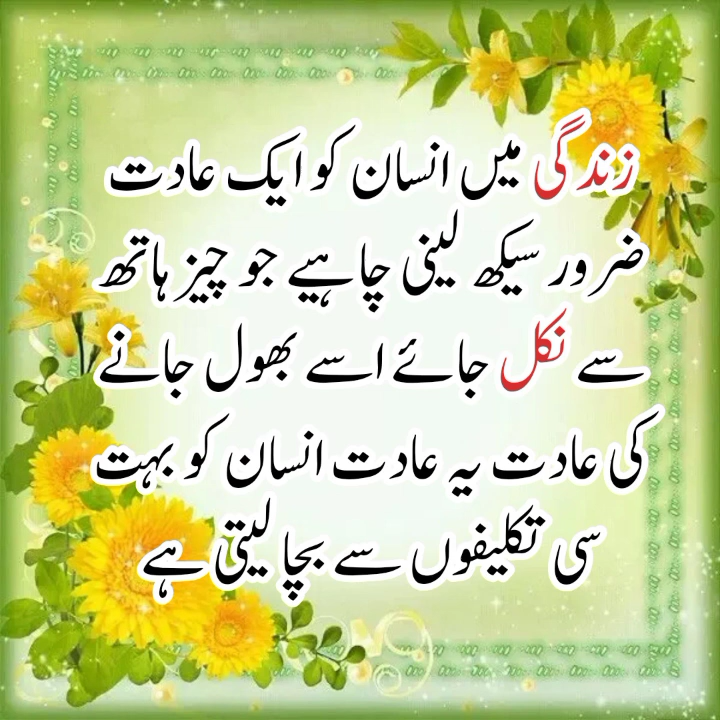 زندگی میں انسان کو ایک عادت
ضرور سیکھ لینی چاہیے جو چیز ہاتھ
سے نکل جائے اسے بھول جانے
کی عادت یہ عادت انسان کو بہت
سی تکلیفوں سے بچا لیتی ہے